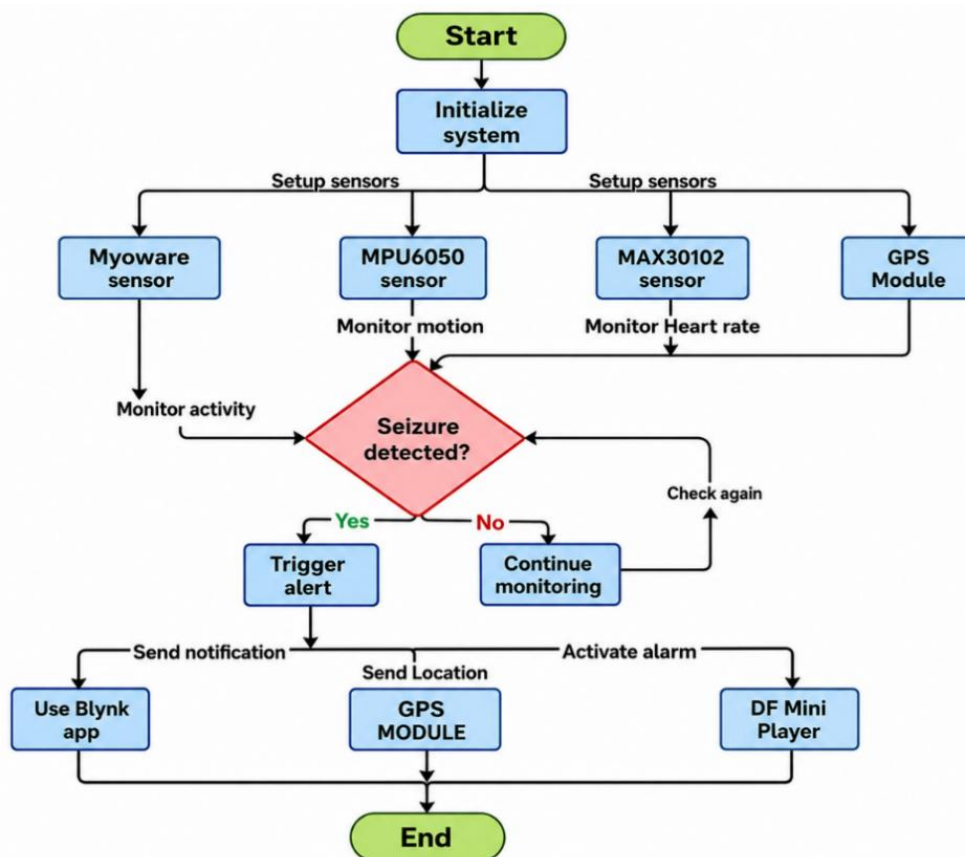 Start
Initialize
system
Setup sensors
Setup sensors
Myoware
sensor
MPU6050
sensor
MAX30102
sensor
GPS
Module
Monitor motion
Monitor Heart rate
Monitor activity
Seizure
detected?
Check again
Yes
No
Trigger
alert
Continue
monitoring
Send notification
Send Location
Activate alarm
Use Blynk
app
GPS
MODULE
DF Mini
Player
End